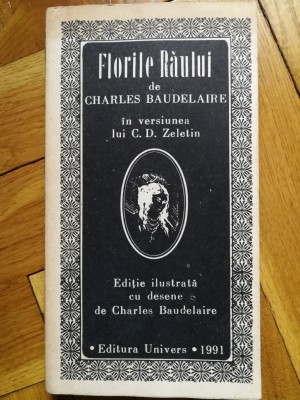 Florile Răului
de
CHARLES BAUDELAIRE
în versiunea
lui C. D. Zeletin
Ediție ilustrată
cu desene
de Charles Baudelaire
• Editura Univers • 1991